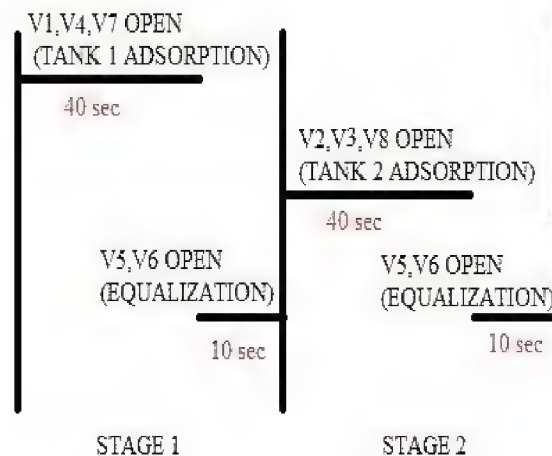 V1,V4,V7 OPEN
(TANK 1 ADSORPTION)
40 sec
V2,V3,V8 OPEN
(TANK 2 ADSORPTION)
40 sec
V5,V6 OPEN
(EQUALIZATION)
10 sec
V5,V6 OPEN
(EQUALIZATION)
10 sec
STAGE 1
STAGE 2